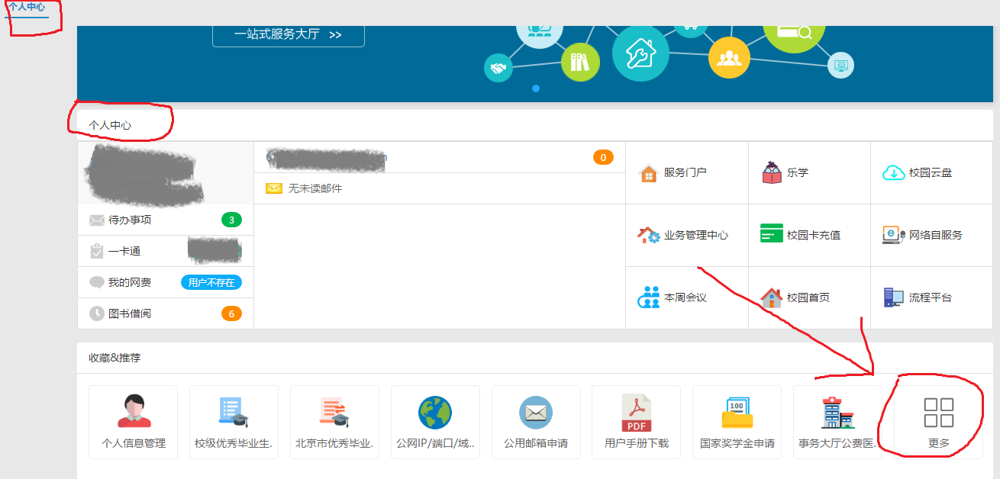 个人中心
一站式服务大厅 >>
个人中心
0
无未读邮件
待办事项 3
一卡通
我的网费 用户不存在
图书借阅 6
服务门户 乐学 校园云盘
业务管理中心 校园卡充值 网络自服务
本周会议 校园首页 流程平台
收藏&推荐
100
PDF
个人信息管理 校级优秀毕业生. 北京市优秀毕业. 公网IP/端口/域.. 公用邮箱申请 用户手册下载 国家奖学金申请 事务大厅公费医. 更多